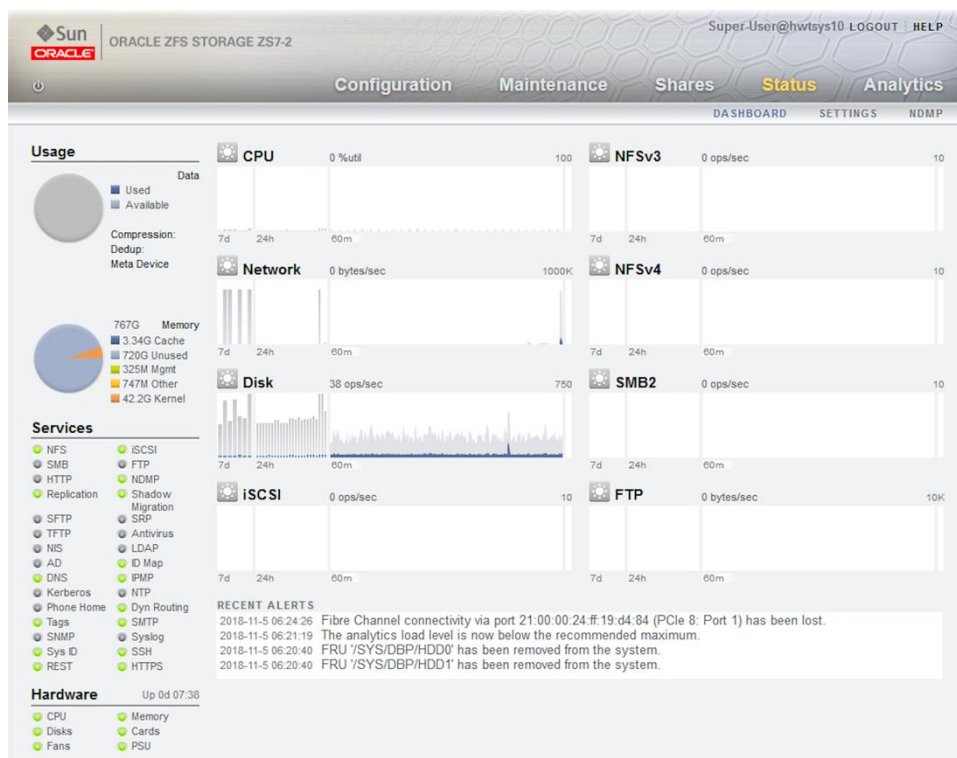 Sun
ORACLE
ORACLE ZFS STORAGE ZS7-2
Super-User@hwtsys10 LOGOUT HELP
Configuration Maintenance Shares Status Analytics
DASHBOARD SETTINGS NDMP
Usage
Data
Used
Available
Compression:
Dedup:
Meta Device
767G Memory
3.34G Cache
720G Unused
325M Mgmt
747M Other
42.2G Kernel
Services
NFS iSCSI
SMB FTP
HTTP NDMP
Replication Shadow Migration
SFTP SRP
TFTP Antivirus
NIS LDAP
AD ID Map
DNS IPMP
Kerberos NTP
Phone Home Dyn Routing
Tags SMTP
SNMP Syslog
Sys ID SSH
REST HTTPS
Hardware Up 0d 07:38
CPU Memory
Disks Cards
Fans PSU
CPU 0 %util 100
7d 24h 60m
Network 0 bytes/sec 1000K
7d 24h 60m
Disk 38 ops/sec 750
7d 24h 60m
iSCSI 0 ops/sec 10
7d 24h 60m
NFSv3 0 ops/sec 10
7d 24h 60m
NFSv4 0 ops/sec 10
7d 24h 60m
SMB2 0 ops/sec 10
7d 24h 60m
FTP 0 bytes/sec 10K
7d 24h 60m
RECENT ALERTS
2018-11-5 06:24:26 Fibre Channel connectivity via port 21:00:00:24:ff:19:d4:84 (PCIe 8: Port 1) has been lost.
2018-11-5 06:21:19 The analytics load level is now below the recommended maximum.
2018-11-5 06:20:40 FRU '/SYS/DBP/HDD0' has been removed from the system.
2018-11-5 06:20:40 FRU '/SYS/DBP/HDD1' has been removed from the system.